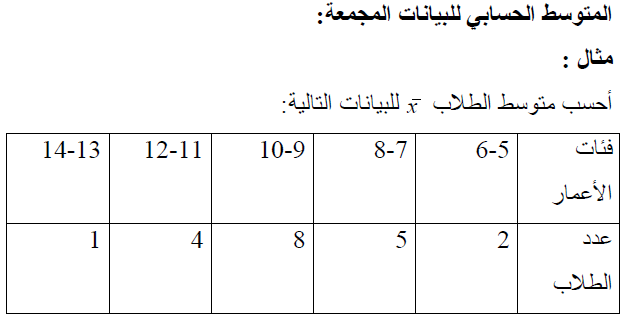 المتوسط الحسابي للبيانات المجمعة:
مثال :
أحسب متوسط الطلاب x̄ للبيانات التالية:
فئات الأعمار 6-5 8-7 10-9 12-11 14-13
عدد الطلاب 2 5 8 4 1